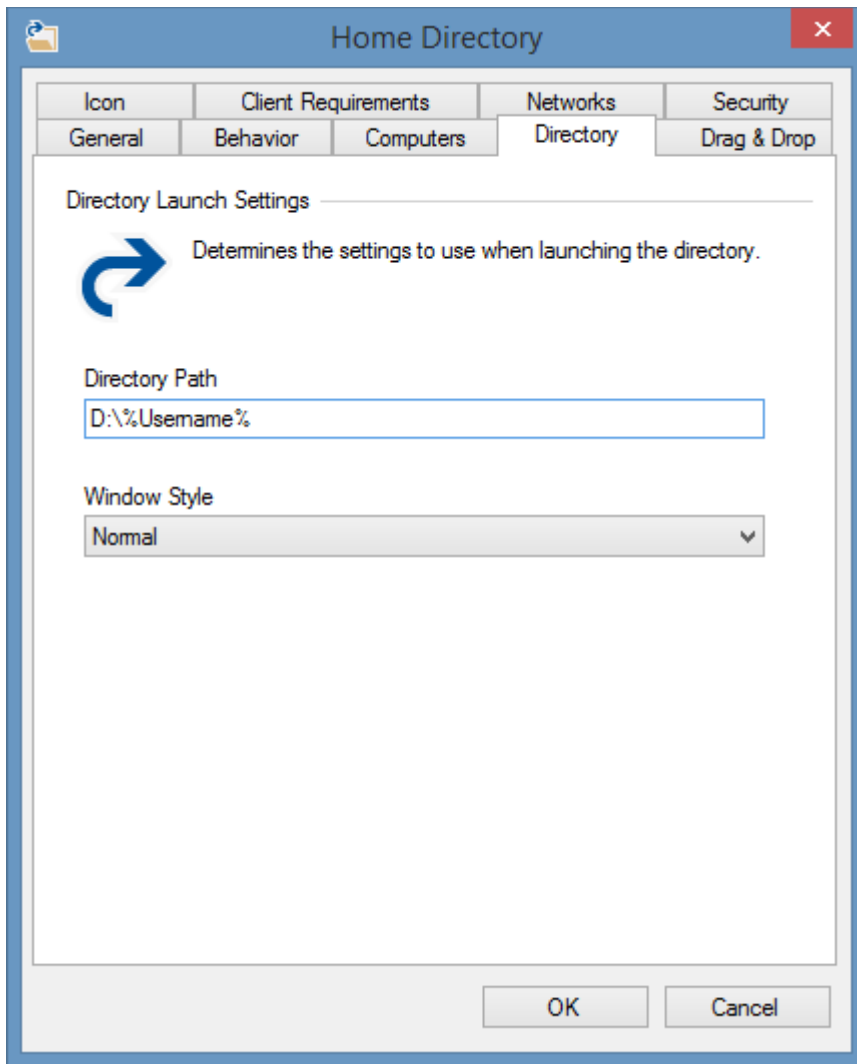 Home Directory
Icon Client Requirements Networks Security
General Behavior Computers Directory Drag & Drop
Directory Launch Settings
Determines the settings to use when launching the directory.
Directory Path
D:\%Username%
Window Style
Normal
OK Cancel